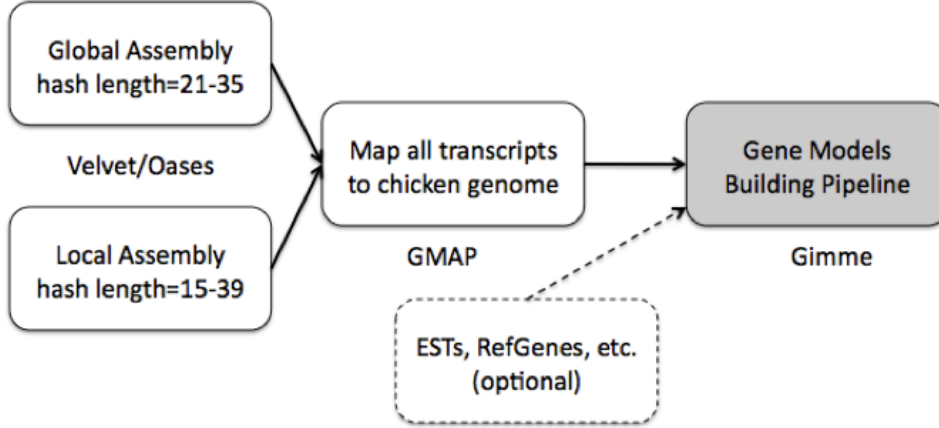 Global Assembly
hash length=21-35
Velvet/Oases
Local Assembly
hash length=15-39
Map all transcripts
to chicken genome
GMAP
Gene Models
Building Pipeline
Gimme
ESTs, RefGenes, etc.
(optional)